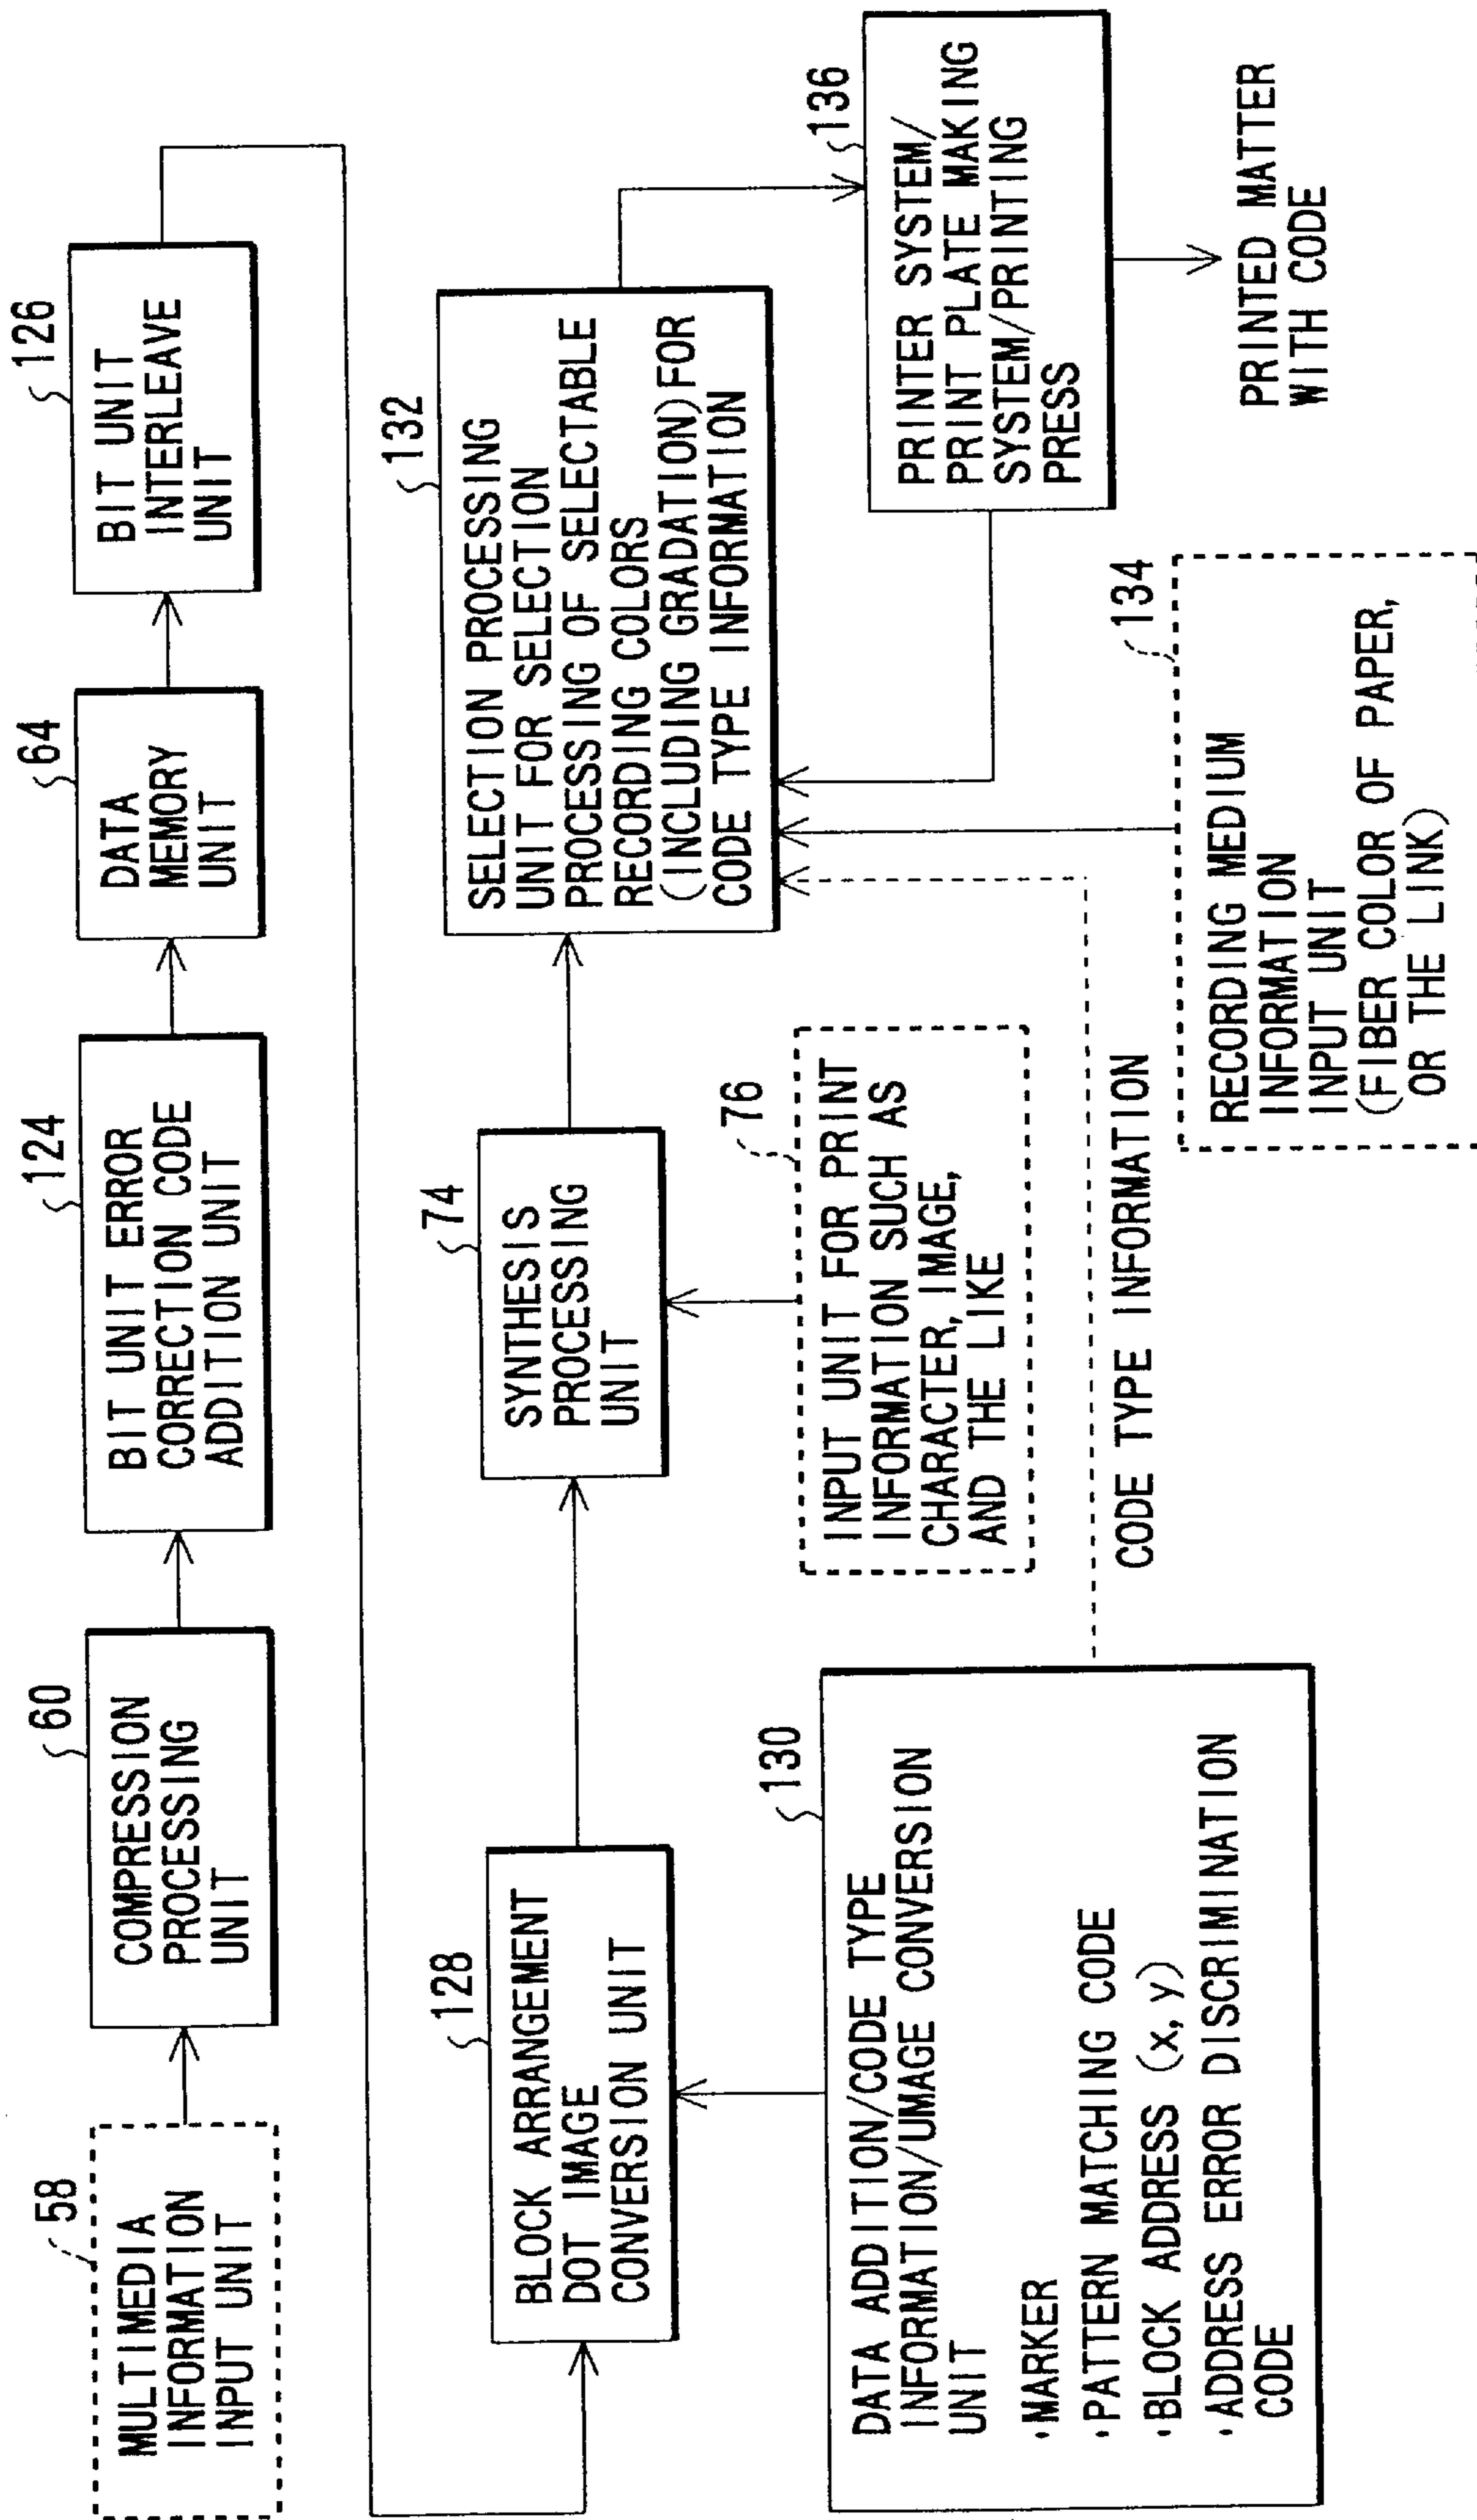 58
MULTIMEDIA
INFORMATION
INPUT UNIT
60
COMPRESSION
PROCESSING
UNIT
124
BIT UNIT ERROR
CORRECTION CODE
ADDITION UNIT
64
DATA
MEMORY
UNIT
126
BIT UNIT
INTERLEAVE
UNIT
128
BLOCK ARRANGEMENT
DOT IMAGE
CONVERSION UNIT
74
SYNTHESIS
PROCESSING
UNIT
132
SELECTION PROCESSING
UNIT FOR SELECTION
PROCESSING OF SELECTABLE
RECORDING COLORS
(INCLUDING GRADATION)FOR
CODE TYPE INFORMATION
130
DATA ADDITION/CODE TYPE
INFORMATION/UMAGE CONVERSION
UNIT
·MARKER
·PATTERN MATCHING CODE
·BLOCK ADDRESS (x,y)
·ADDRESS ERROR DISCRIMINATION
CODE
76
INPUT UNIT FOR PRINT
INFORMATION SUCH AS
CHARACTER, IMAGE,
AND THE LIKE
CODE TYPE INFORMATION
134
RECORDING MEDIUM
INFORMATION
INPUT UNIT
(FIBER COLOR OF PAPER,
OR THE LINK)
136
PRINTER SYSTEM/
PRINT PLATE MAKING
SYSTEM/PRINTING
PRESS
PRINTED MATTER
WITH CODE